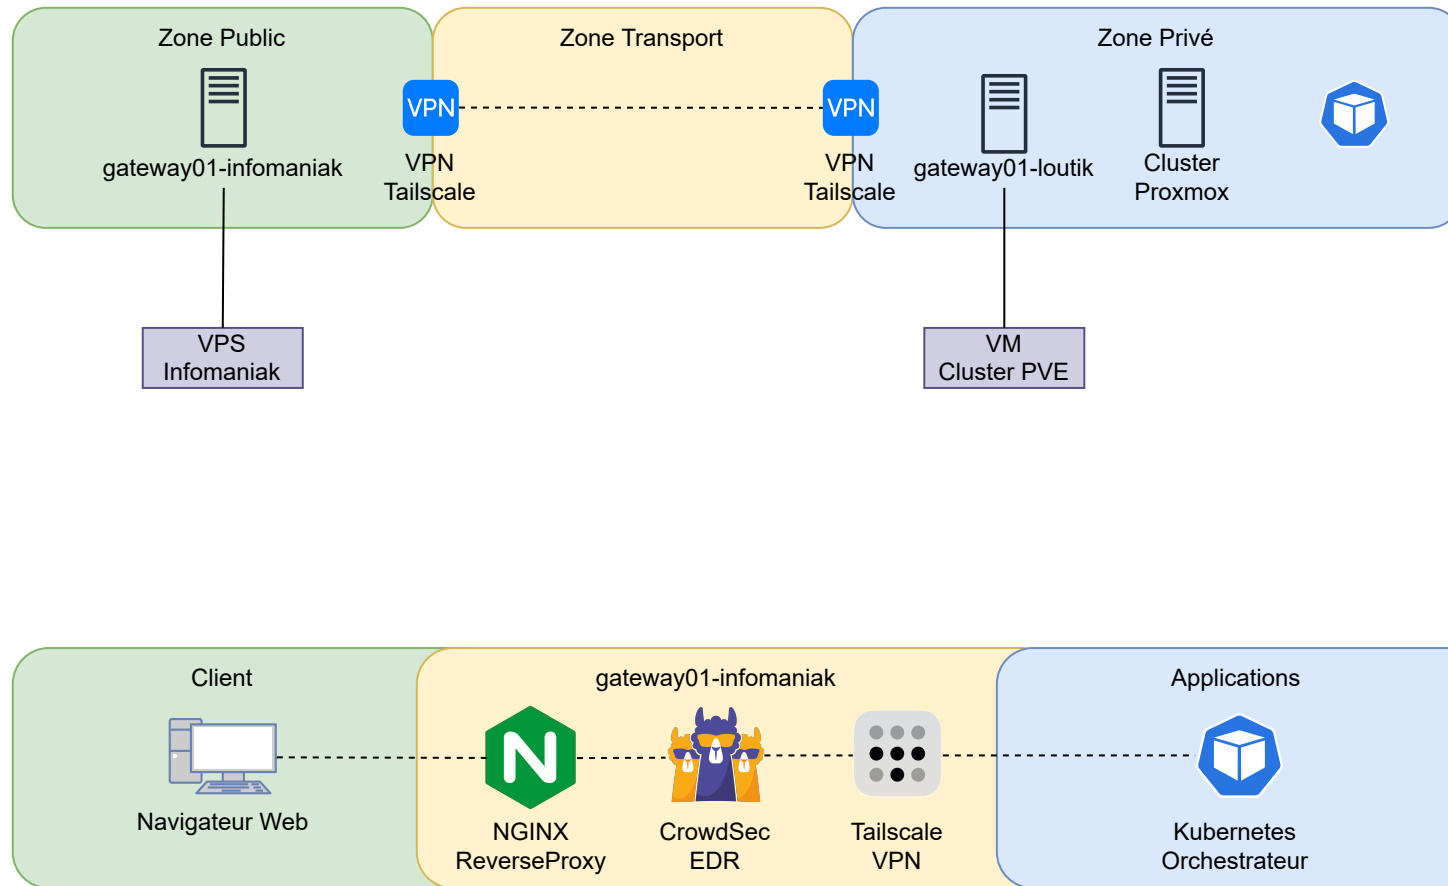 Zone Public
Zone Transport
Zone Privé
VPN
VPN
gateway01-infomaniak
VPN
Tailscale
VPN
Tailscale
gateway01-loutik
Cluster
Proxmox
VPS
Infomaniak
VM
Cluster PVE
Client
gateway01-infomaniak
Applications
Navigateur Web
NGINX
ReverseProxy
CrowdSec
EDR
Tailscale
VPN
Kubernetes
Orchestrateur